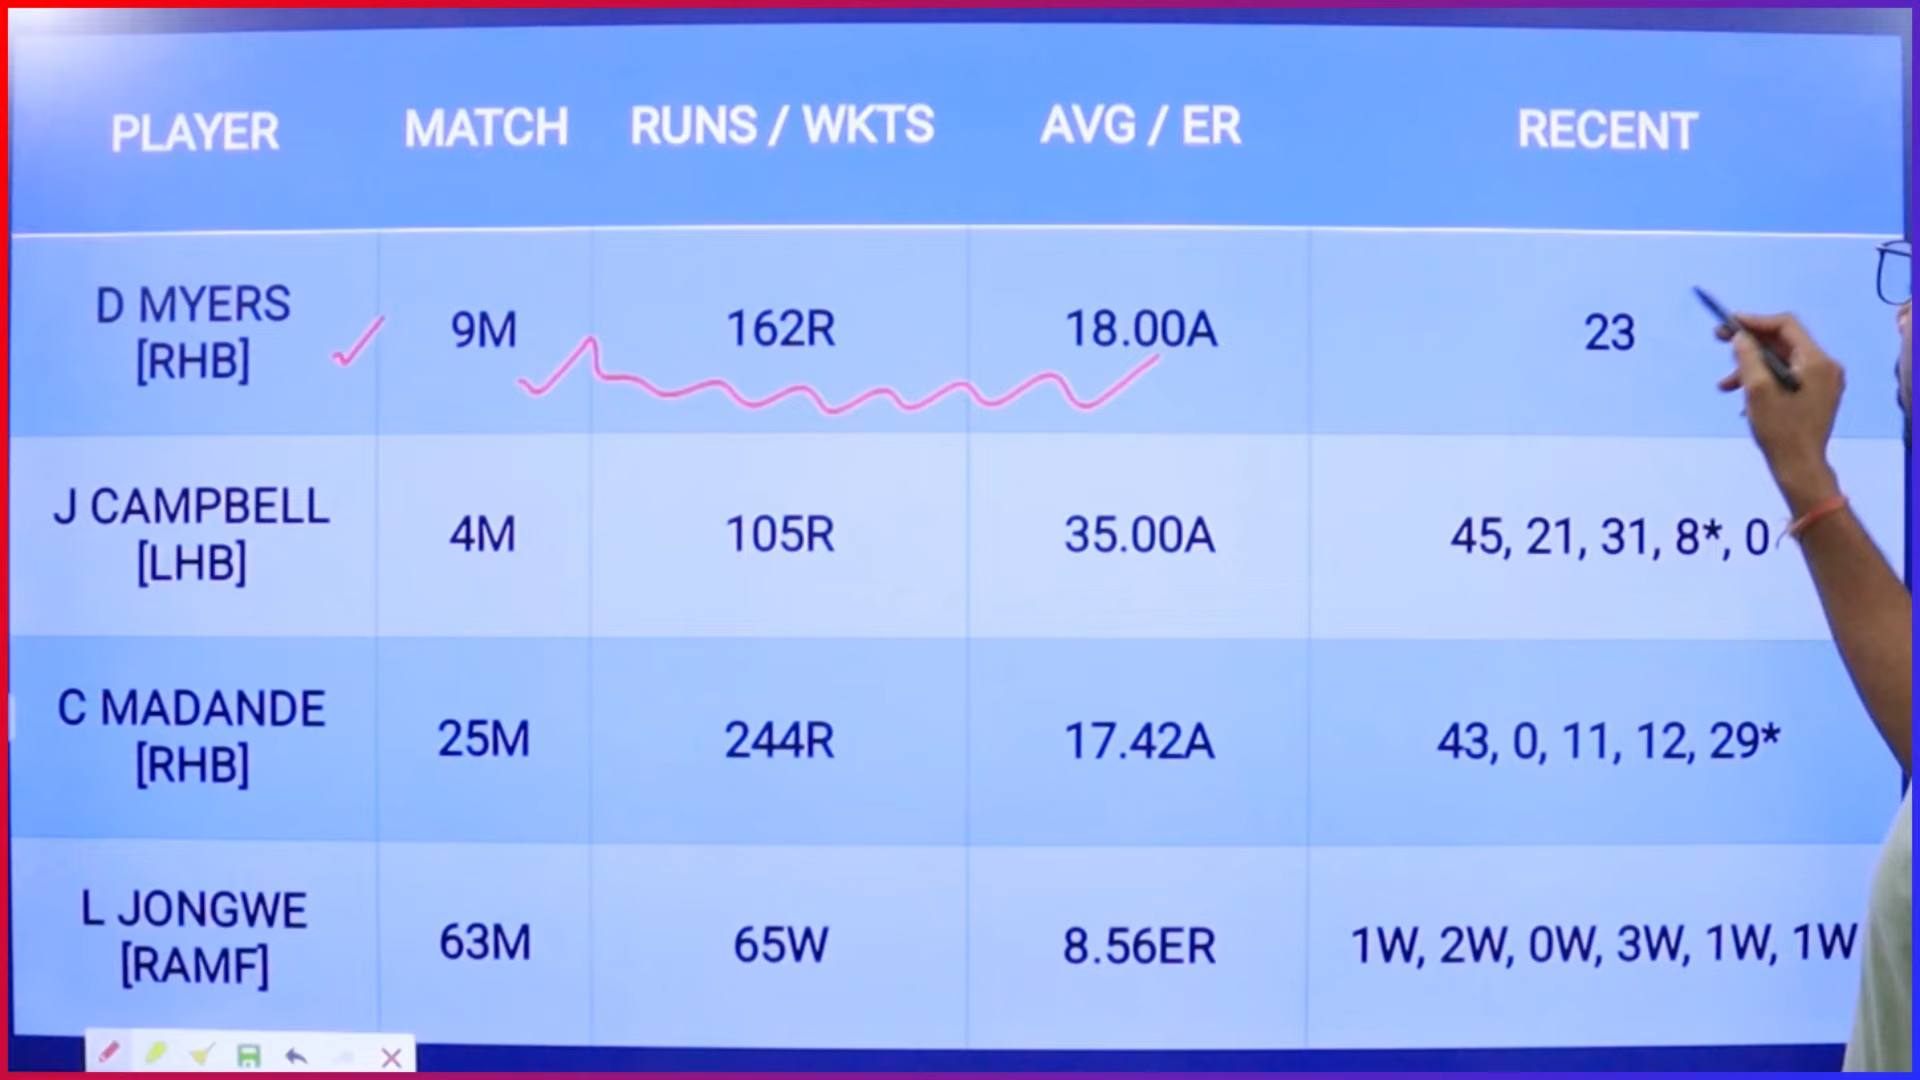 PLAYER MATCH RUNS / WKTS AVG / ER RECENT
D MYERS
[RHB] 9M 162R 18.00A 23
J CAMPBELL
[LHB] 4M 105R 35.00A 45, 21, 31, 8*, 0
C MADANDE
[RHB] 25M 244R 17.42A 43, 0, 11, 12, 29*
L JONGWE
[RAMF] 63M 65W 8.56ER 1W, 2W, 0W, 3W, 1W, 1W